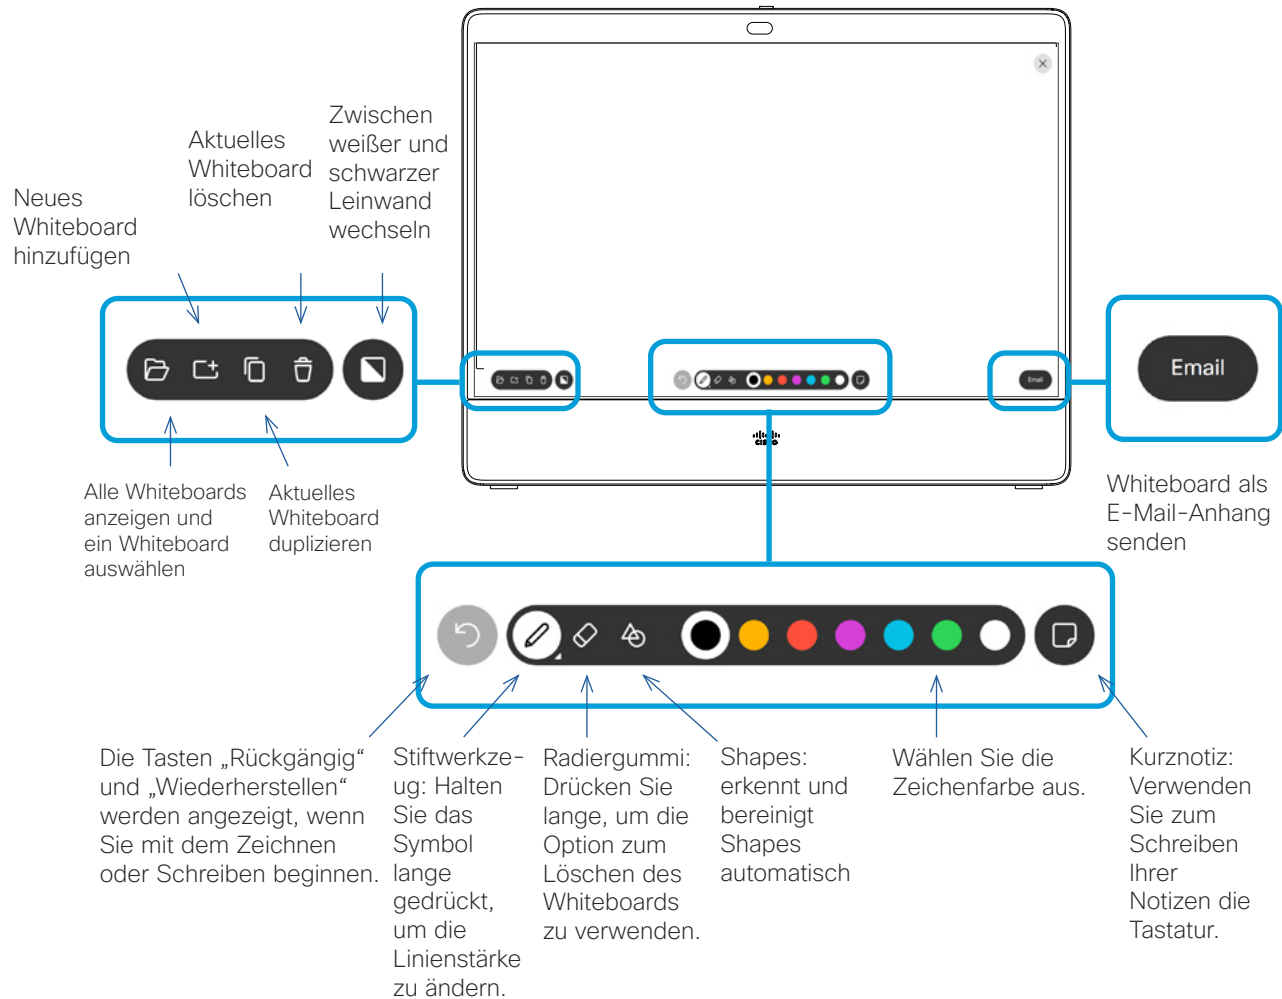 Zwischen
weißer und
schwarzer
Leinwand
wechseln
Aktuelles
Whiteboard
löschen
Neues
Whiteboard
hinzufügen
Email
Email
CISCO
Alle Whiteboards
anzeigen und
ein Whiteboard
auswählen
Aktuelles
Whiteboard
duplizieren
Whiteboard als
E-Mail-Anhang
senden
Die Tasten „Rückgängig“
und „Wiederherstellen“
werden angezeigt, wenn
Sie mit dem Zeichnen
oder Schreiben beginnen.
Stiftwerkze-
ug: Halten
Sie das
Symbol
lange
gedrückt,
um die
Linienstärke
zu ändern.
Radiergummi:
Drücken Sie
lange, um die
Option zum
Löschen des
Whiteboards
zu verwenden.
Shapes:
erkennt und
bereinigt
Shapes
automatisch
Wählen Sie die
Zeichenfarbe aus.
Kurznotiz:
Verwenden
Sie zum
Schreiben
Ihrer
Notizen die
Tastatur.